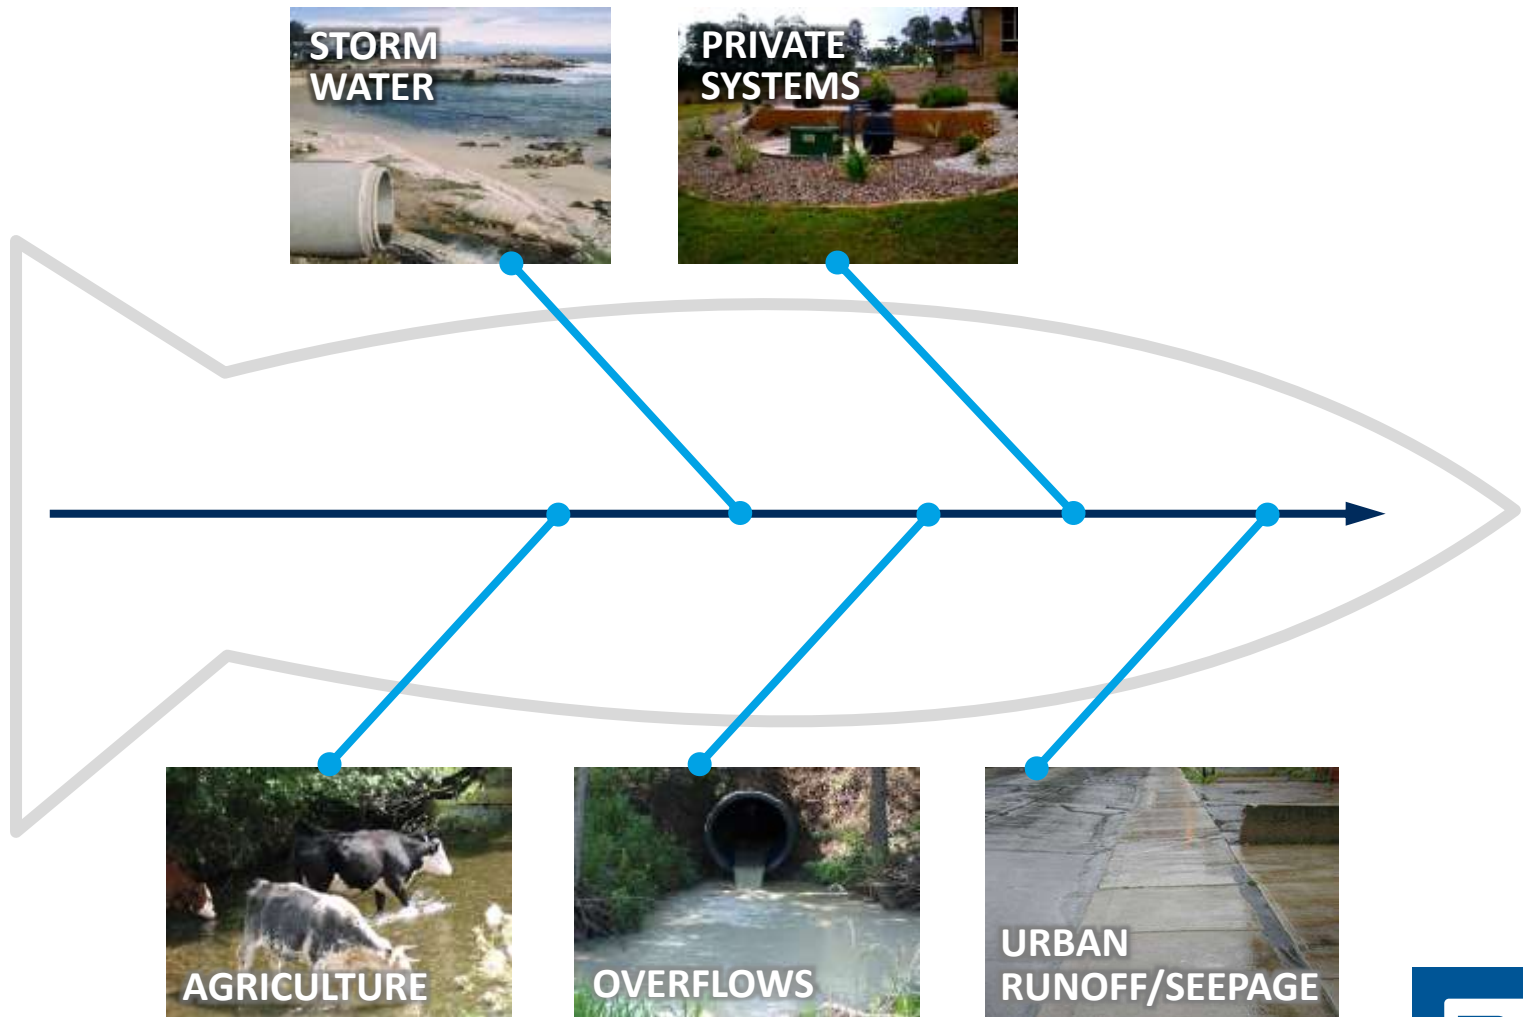 STORM
WATER
PRIVATE
SYSTEMS
AGRICULTURE
OVERFLOWS
URBAN
RUNOFF/SEEPAGE